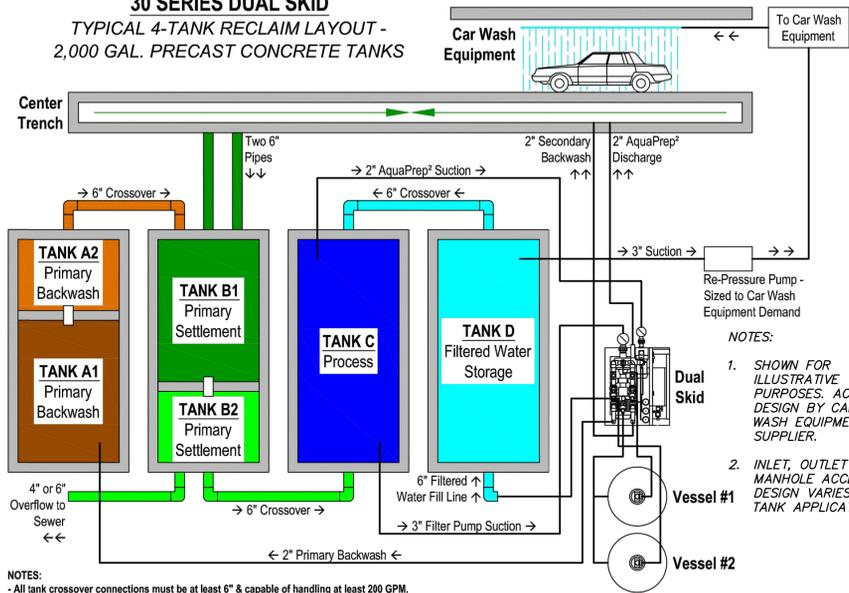 30 SERIES DUAL SKID
TYPICAL 4-TANK RECLAIM LAYOUT -
2,000 GAL. PRECAST CONCRETE TANKS
Car Wash
Equipment
← ←
To Car Wash
Equipment
Center
Trench
Two 6"
Pipes
↓↓
2" Secondary
Backwash
↑↑
2" AquaPrep²
Discharge
↑↑
→ 2" AquaPrep² Suction →
→ 6" Crossover →
← 6" Crossover ←
→ 3" Suction →
→ →
Re-Pressure Pump -
Sized to Car Wash
Equipment Demand
TANK A2
Primary
Backwash
TANK A1
Primary
Backwash
TANK B1
Primary
Settlement
TANK B2
Primary
Settlement
TANK C
Process
TANK D
Filtered Water
Storage
Dual
Skid
NOTES:
1. SHOWN FOR
ILLUSTRATIVE
PURPOSES. AC
DESIGN BY CAR
WASH EQUIPME
SUPPLIER.
2. INLET, OUTLET
MANHOLE ACCE
DESIGN VARIES
TANK APPLICA
4" or 6"
Overflow to
Sewer
← ←
→ 6" Crossover →
6" Filtered ↑
Water Fill Line ↑
→ 3" Filter Pump Suction →
← 2" Primary Backwash ←
Vessel #1
Vessel #2
NOTES:
- All tank crossover connections must be at least 6" & capable of handling at least 200 GPM.